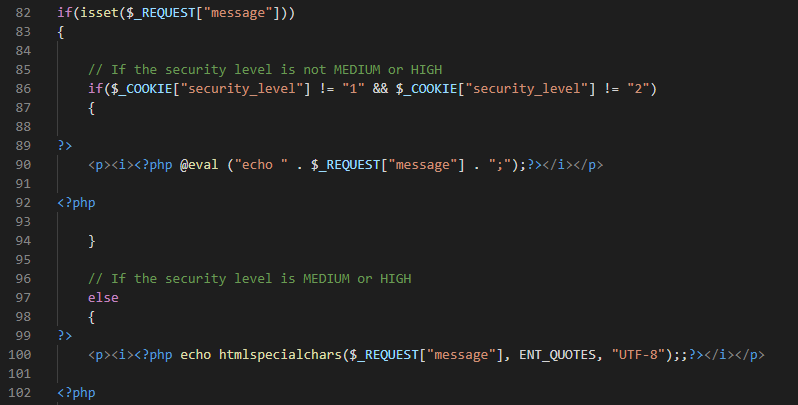 82 if(isset($_REQUEST["message"]))
83 {
84
85     // If the security level is not MEDIUM or HIGH
86     if($_COOKIE["security_level"] != "1" && $_COOKIE["security_level"] != "2")
87     {
88
89 ?>
90     <p><i><?php @eval ("echo " . $_REQUEST["message"] . ";");?></i></p>
91
92 <?php
93
94     }
95
96     // If the security level is MEDIUM or HIGH
97     else
98     {
99 ?>
100     <p><i><?php echo htmlspecialchars($_REQUEST["message"], ENT_QUOTES, "UTF-8");;?></i></p>
101
102 <?php